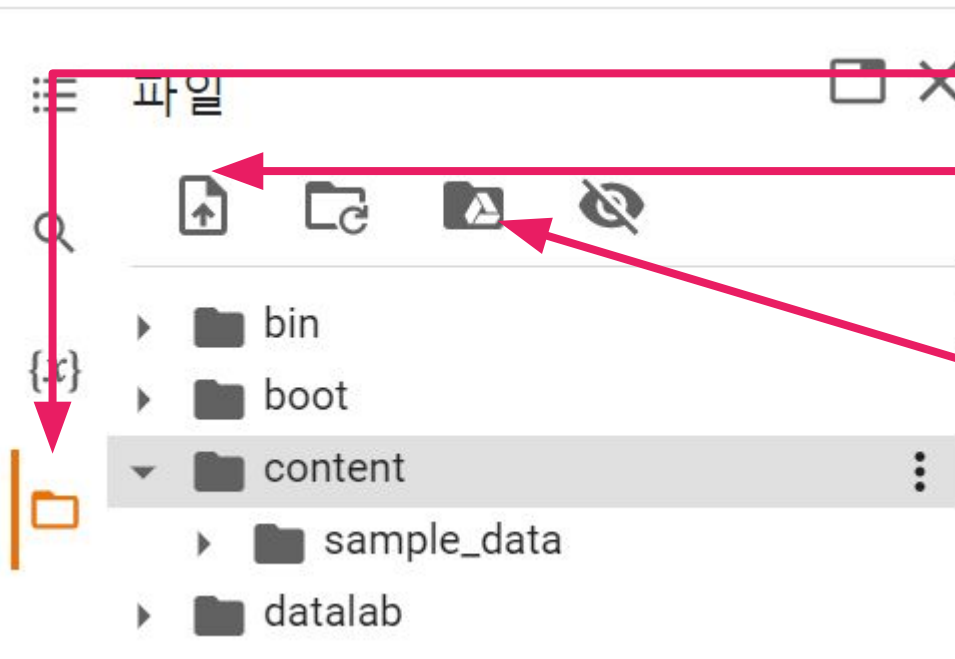 파일
{x}
bin
boot
content
sample_data
datalab